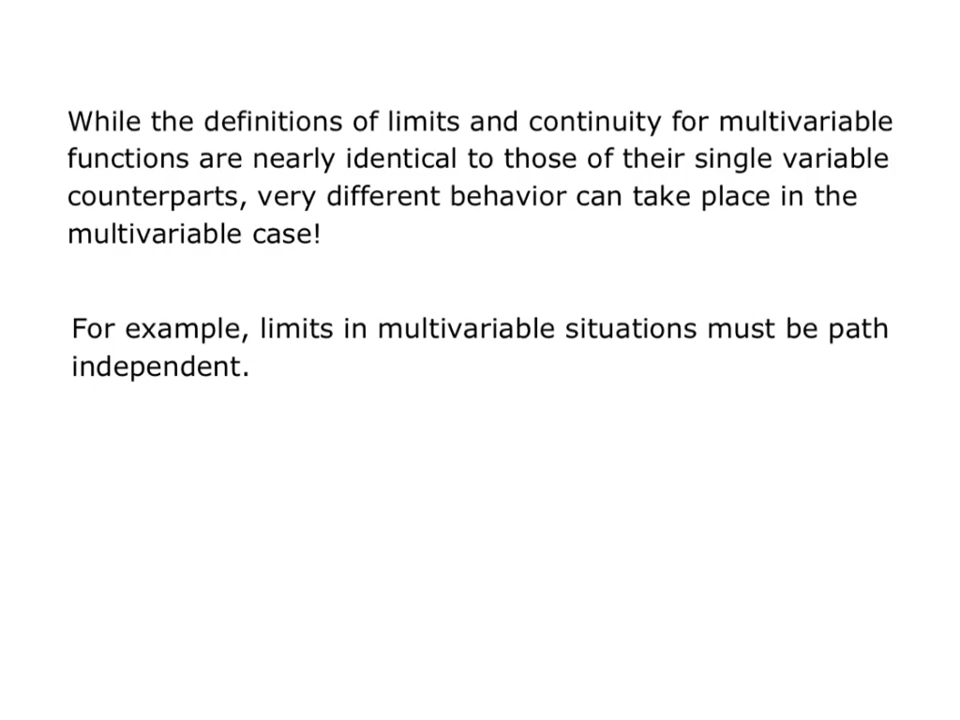 While the definitions of limits and continuity for multivariable
functions are nearly identical to those of their single variable
counterparts, very different behavior can take place in the
multivariable case!
For example, limits in multivariable situations must be path
independent.